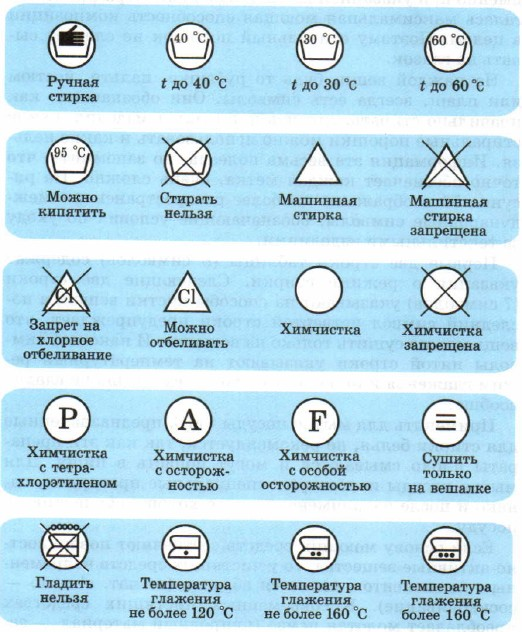 40 °C 30 °C 60 °C
Ручная стирка
t до 40 °C
t до 30 °C
t до 60 °C
95 °C
Можно кипятить
Стирать нельзя
Машинная стирка
Машинная стирка запрещена
Cl Cl
Запрет на хлорное отбеливание
Можно отбеливать
Химчистка
Химчистка запрещена
P A F
Химчистка с тетра-хлорэтиленом
Химчистка с осторож-ностью
Химчистка с особой осторожностью
Сушить только на вешалке
Гладить нельзя
Температура глажения не более 120 °C
Температура глажения не более 160 °C
Температура глажения более 160 °C